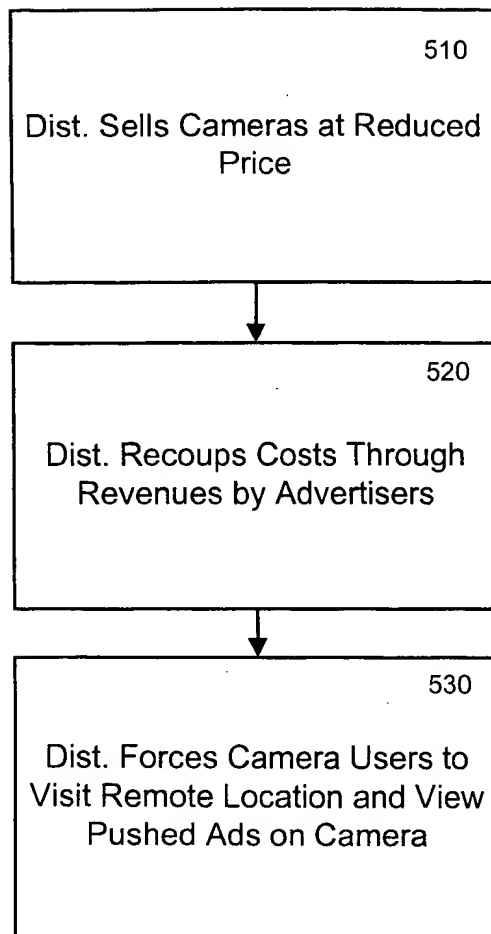 510
Dist. Sells Cameras at Reduced
Price
520
Dist. Recoups Costs Through
Revenues by Advertisers
530
Dist. Forces Camera Users to
Visit Remote Location and View
Pushed Ads on Camera